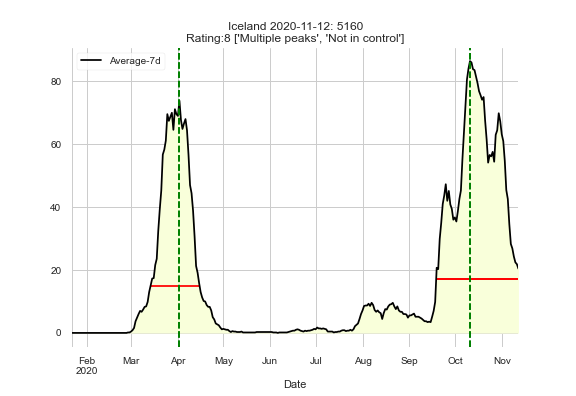 Iceland 2020-11-12: 5160
Rating:8 ['Multiple peaks', 'Not in control']
Average-7d
80
60
40
20
0
Feb Mar Apr May Jun Jul Aug Sep Oct Nov
2020
Date